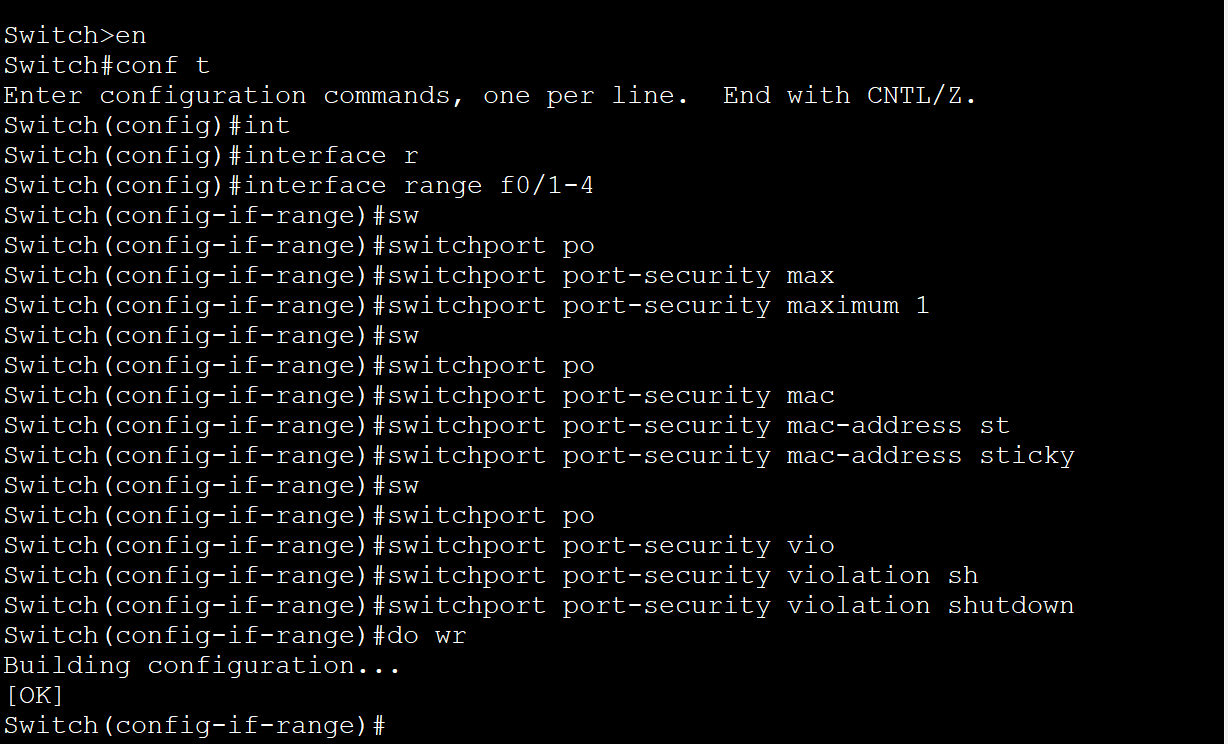 Switch>en
Switch#conf t
Enter configuration commands, one per line.  End with CNTL/Z.
Switch(config)#int
Switch(config)#interface r
Switch(config)#interface range f0/1-4
Switch(config-if-range)#sw
Switch(config-if-range)#switchport po
Switch(config-if-range)#switchport port-security max
Switch(config-if-range)#switchport port-security maximum 1
Switch(config-if-range)#sw
Switch(config-if-range)#switchport po
Switch(config-if-range)#switchport port-security mac
Switch(config-if-range)#switchport port-security mac-address st
Switch(config-if-range)#switchport port-security mac-address sticky
Switch(config-if-range)#sw
Switch(config-if-range)#switchport po
Switch(config-if-range)#switchport port-security vio
Switch(config-if-range)#switchport port-security violation sh
Switch(config-if-range)#switchport port-security violation shutdown
Switch(config-if-range)#do wr
Building configuration...
[OK]
Switch(config-if-range)#